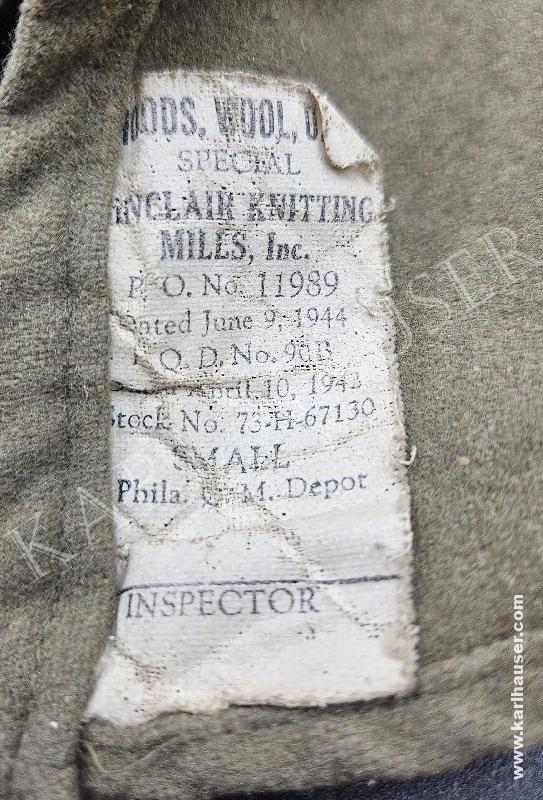 OODS, WOOL, O
SPECIAL
INCLAIR KNITTING
MILLS, Inc.
P. O. No. 11989
Dated June 9, 1944
P. Q. D. No. 90B
April 10, 1943
Stock No. 73-H-67130
SMALL
Phila. Q. M. Depot
INSPECTOR
www.karlhauser.com